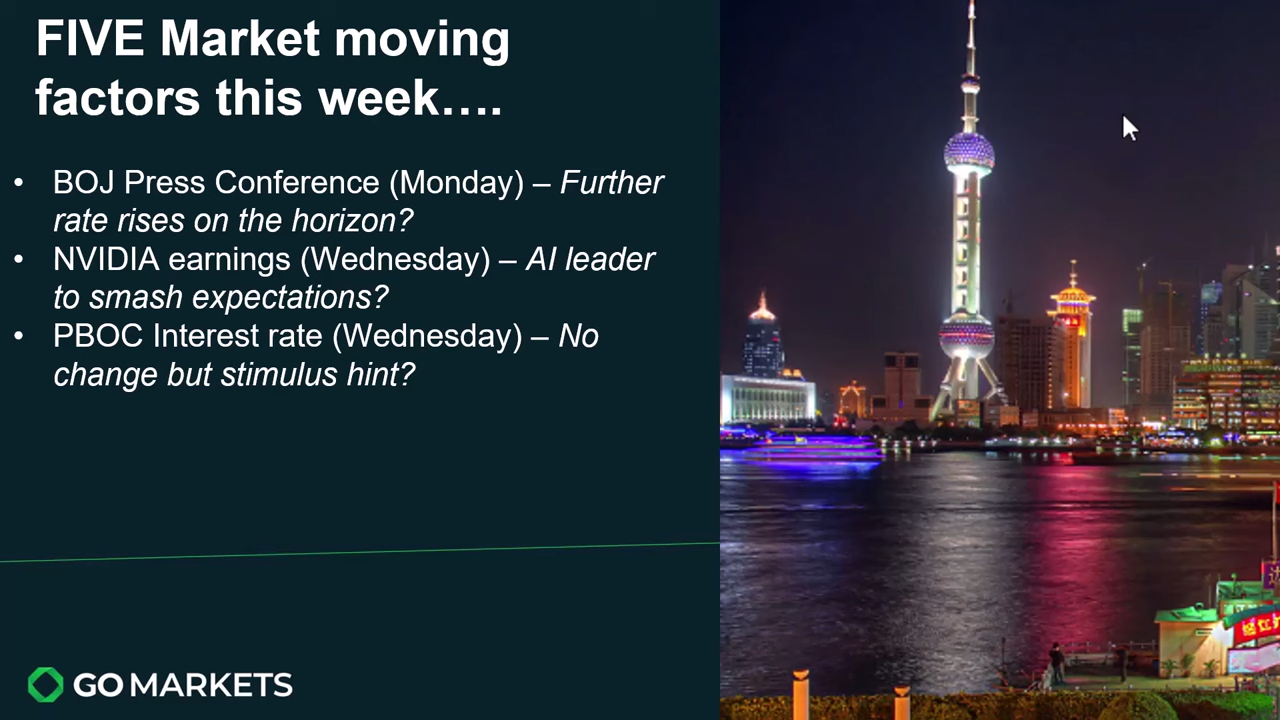 FIVE Market moving
factors this week….
• BOJ Press Conference (Monday) – Further
rate rises on the horizon?
• NVIDIA earnings (Wednesday) – AI leader
to smash expectations?
• PBOC Interest rate (Wednesday) – No
change but stimulus hint?
GO MARKETS